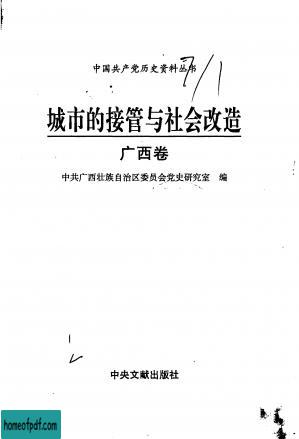 中国共产党历史资料丛书
7/1
城市的接管与社会改造
广西卷
中共广西壮族自治区委员会党史研究室 编
中央文献出版社
homeofpdf.com